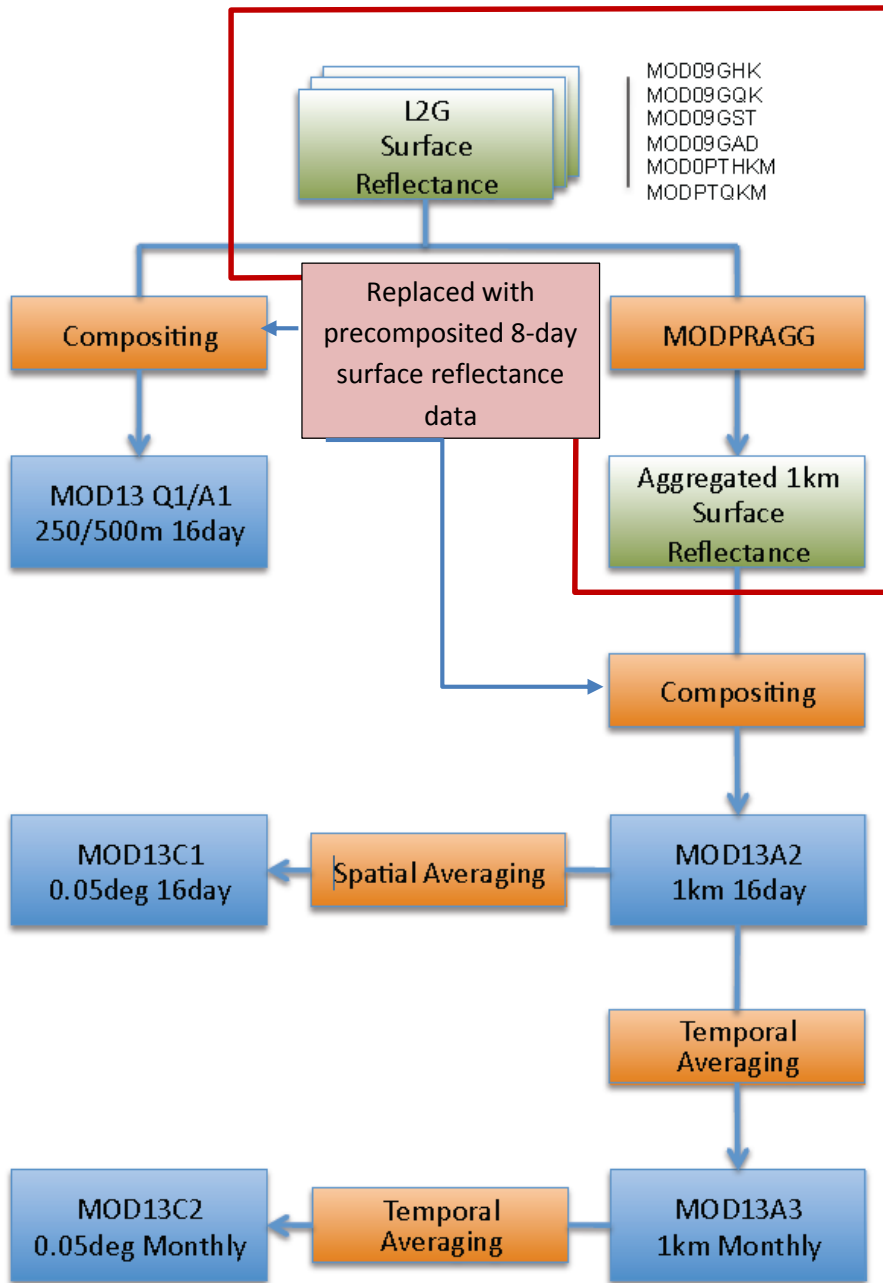 L2G
Surface
Reflectance
MOD09GHK
MOD09GQK
MOD09GST
MOD09GAD
MOD0PTHKM
MODPTQKM
Compositing
Replaced with
precomposited 8-day
surface reflectance
data
MODPRAGG
MOD13 Q1/A1
250/500m 16day
Aggregated 1km
Surface
Reflectance
Compositing
MOD13C1
0.05deg 16day
Spatial Averaging
MOD13A2
1km 16day
Temporal
Averaging
MOD13C2
0.05deg Monthly
Temporal
Averaging
MOD13A3
1km Monthly